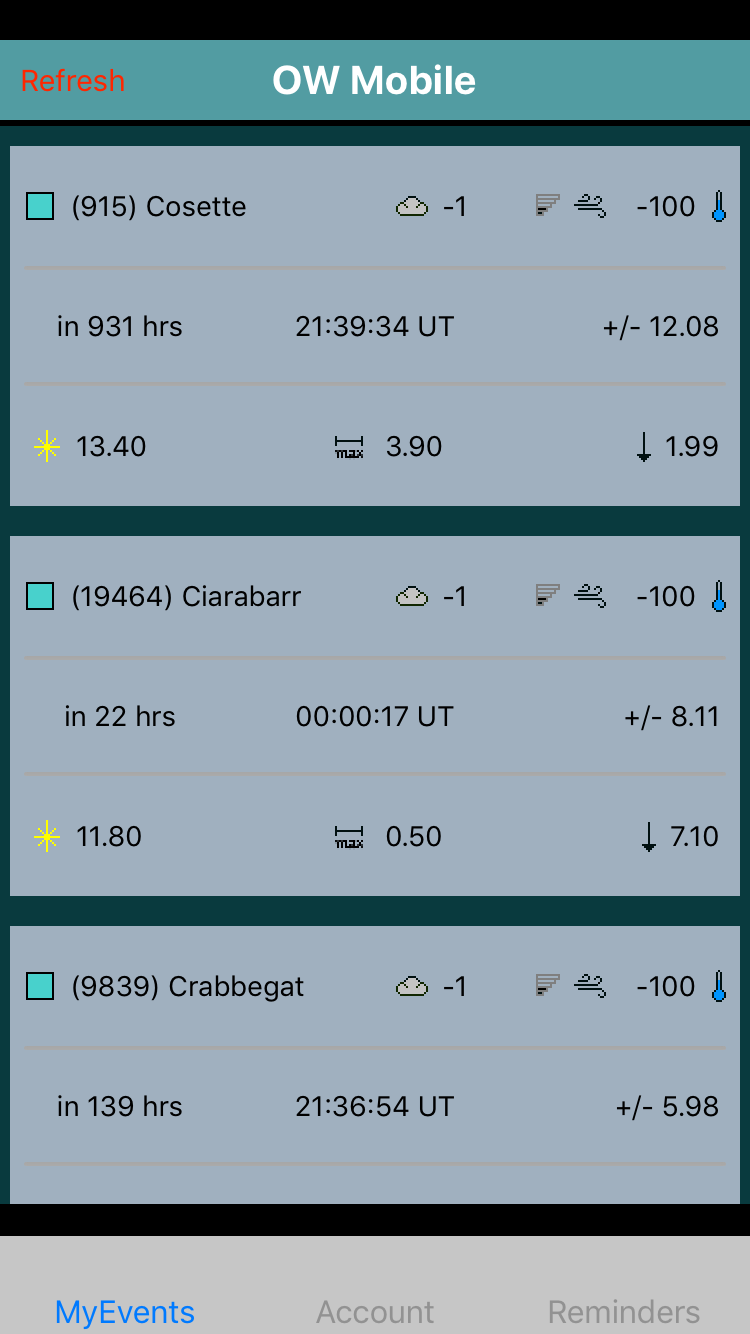 Refresh OW Mobile
(915) Cosette -1 -100
in 931 hrs 21:39:34 UT +/- 12.08
13.40 max 3.90 1.99
(19464) Ciarabarr -1 -100
in 22 hrs 00:00:17 UT +/- 8.11
11.80 max 0.50 7.10
(9839) Crabbegat -1 -100
in 139 hrs 21:36:54 UT +/- 5.98
MyEvents Account Reminders